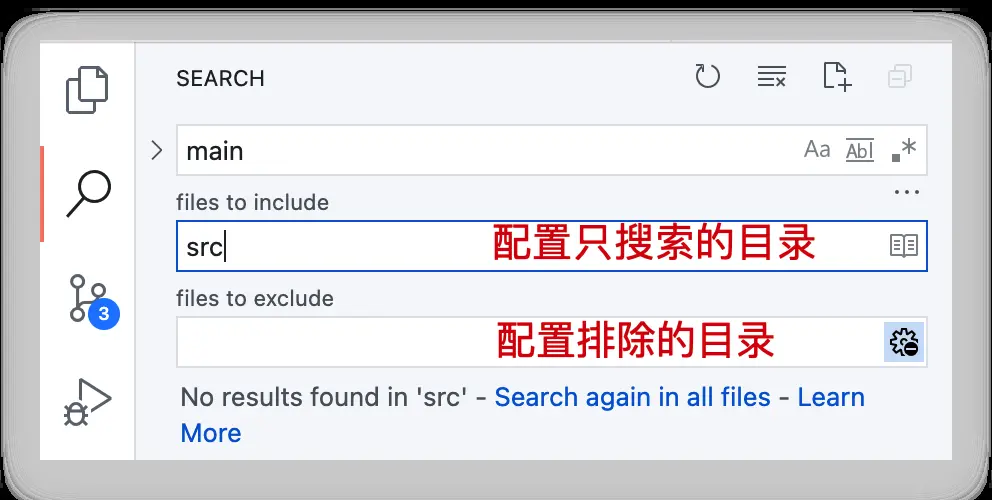 SEARCH
main
Aa Abl .*
files to include
...
src 配置只搜索的目录
files to exclude
3
配置排除的目录
No results found in 'src' - Search again in all files - Learn
More